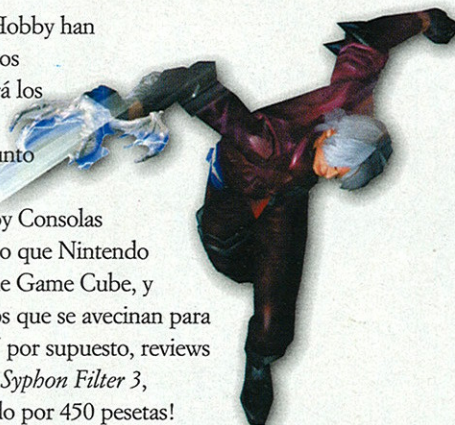 Hobby han
os
á los
unto
y Consolas
o que Nintendo
e Game Cube, y
os que se avecinan para
por supuesto, reviews
Syphon Filter 3,
lo por 450 pesetas!